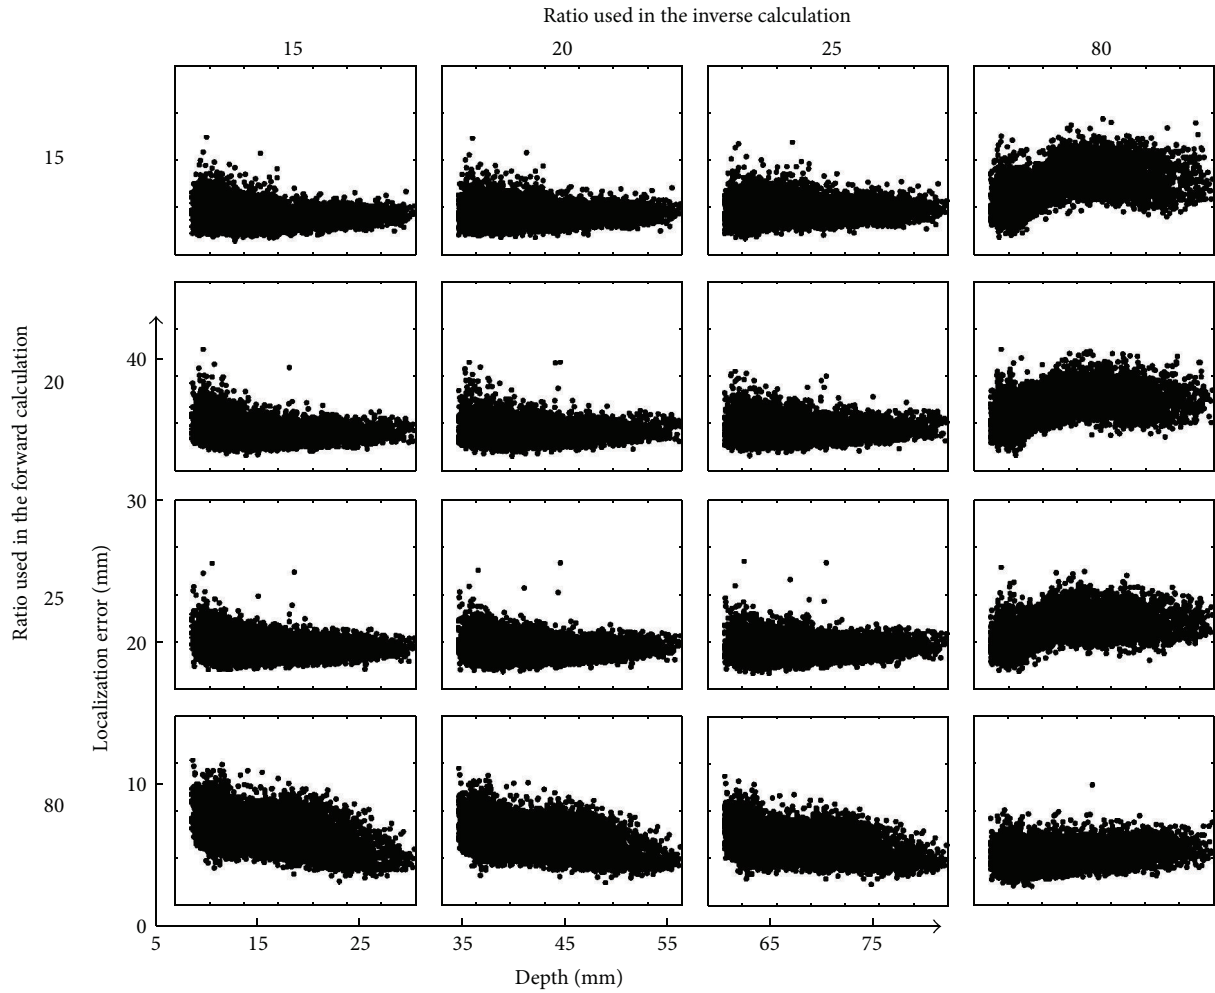 Ratio used in the inverse calculation
15 20 25 80
Ratio used in the forward calculation
15
20
25
80
Localization error (mm)
40
30
20
10
0
5 15 25 35 45 55 65 75
Depth (mm)